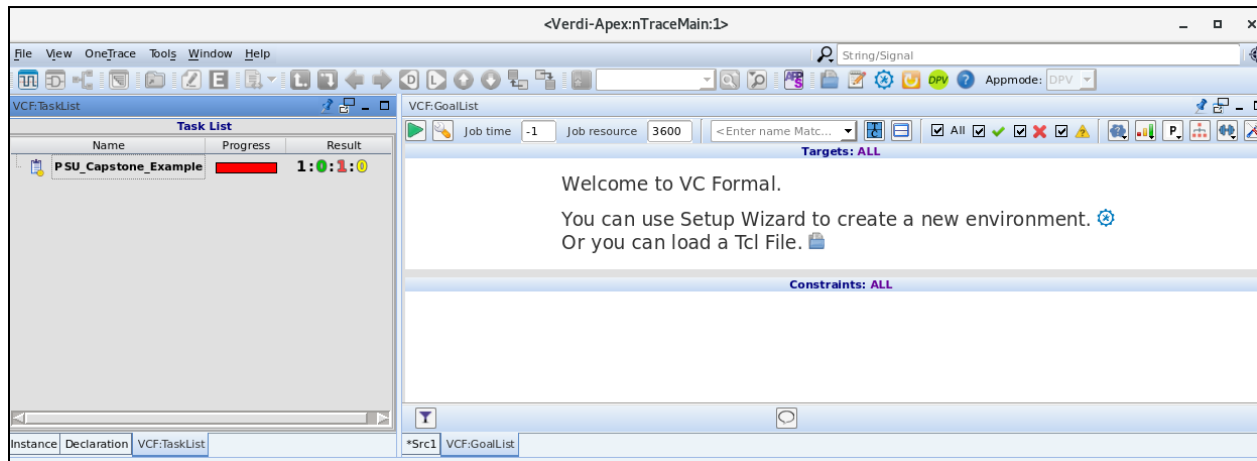 <Verdi-Apex:nTraceMain:1>
File View OneTrace Tools Window Help
String/Signal
Appmode: DPV
VCF:TaskList
VCF:GoalList
Task List
Job time -1 Job resource 3600 <Enter name Matc... All
Name Progress Result
Targets: ALL
PSU_Capstone_Example 1:0:1:0
Welcome to VC Formal.
You can use Setup Wizard to create a new environment.
Or you can load a Tcl File.
Constraints: ALL
Instance Declaration VCF:TaskList
*Src1 VCF:GoalList